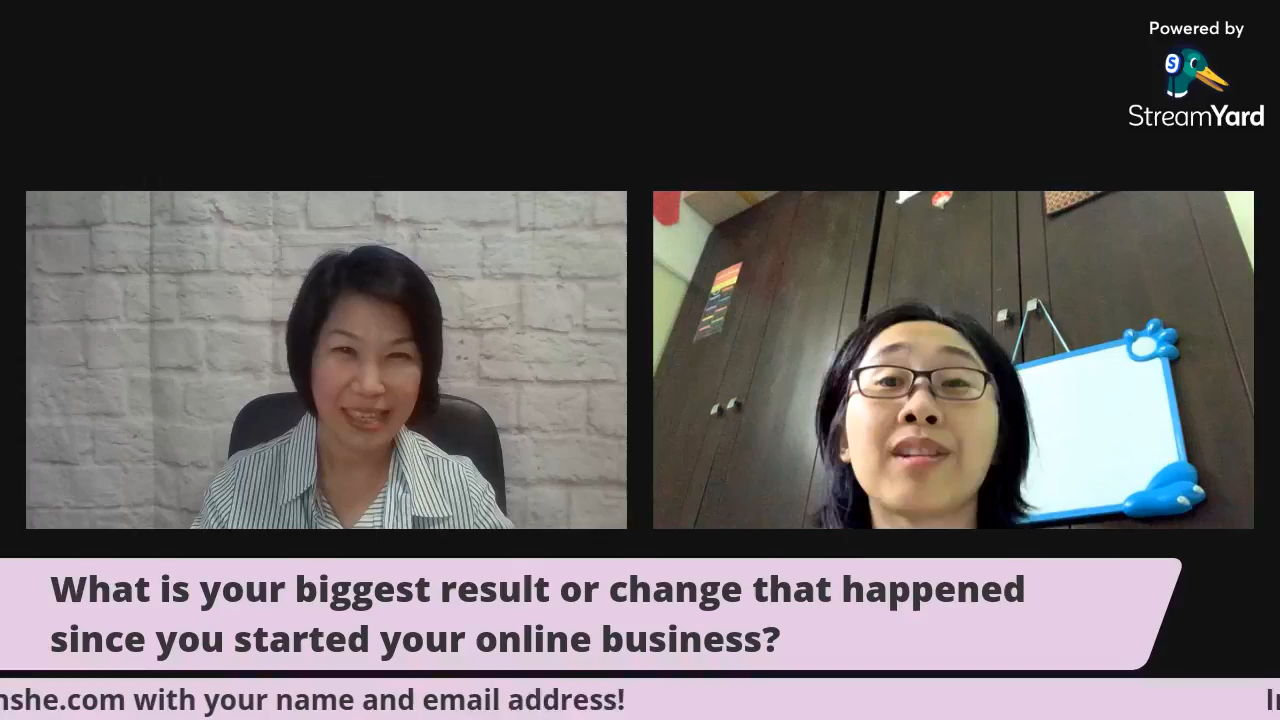 Powered by
S
StreamYard
What is your biggest result or change that happened
since you started your online business?
nshe.com with your name and email address!